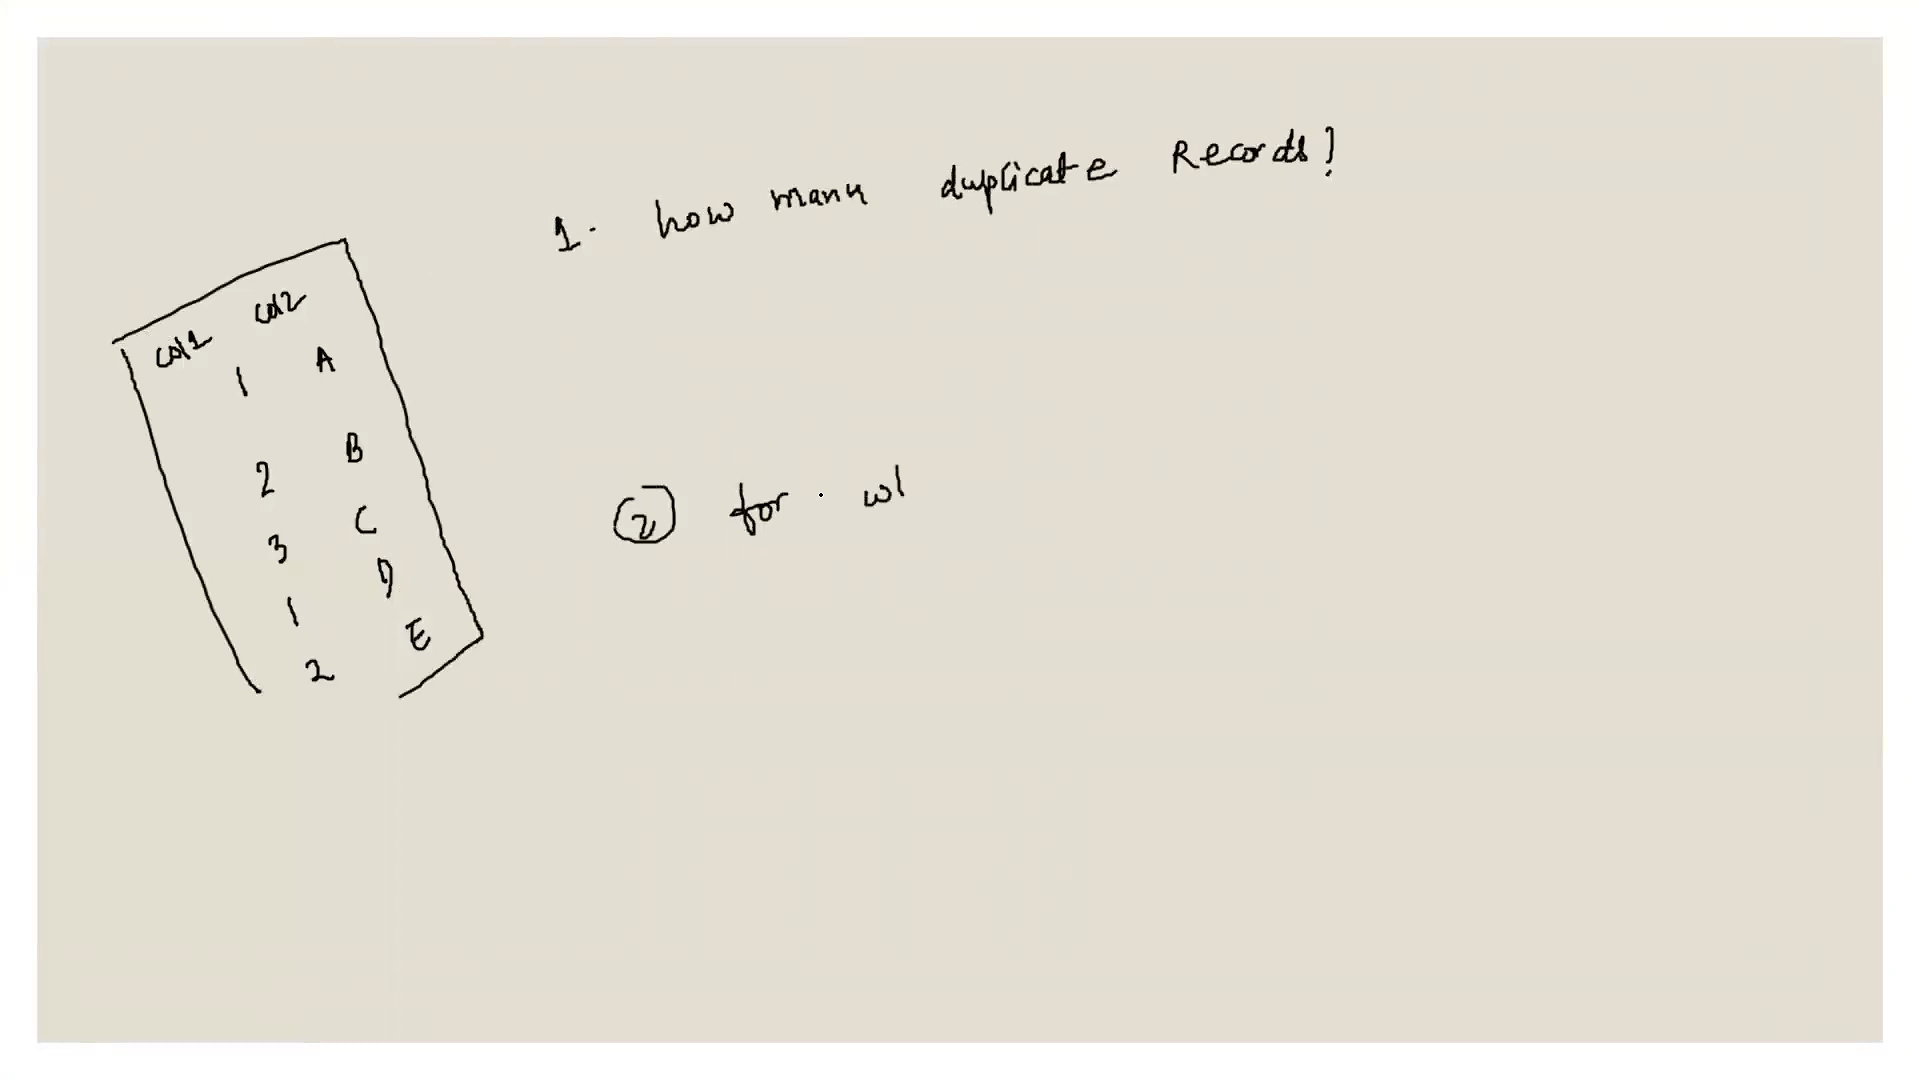 1. how many duplicate Records?
col1 col2
1 A
2 B
3 C
1 D
2 E
② for